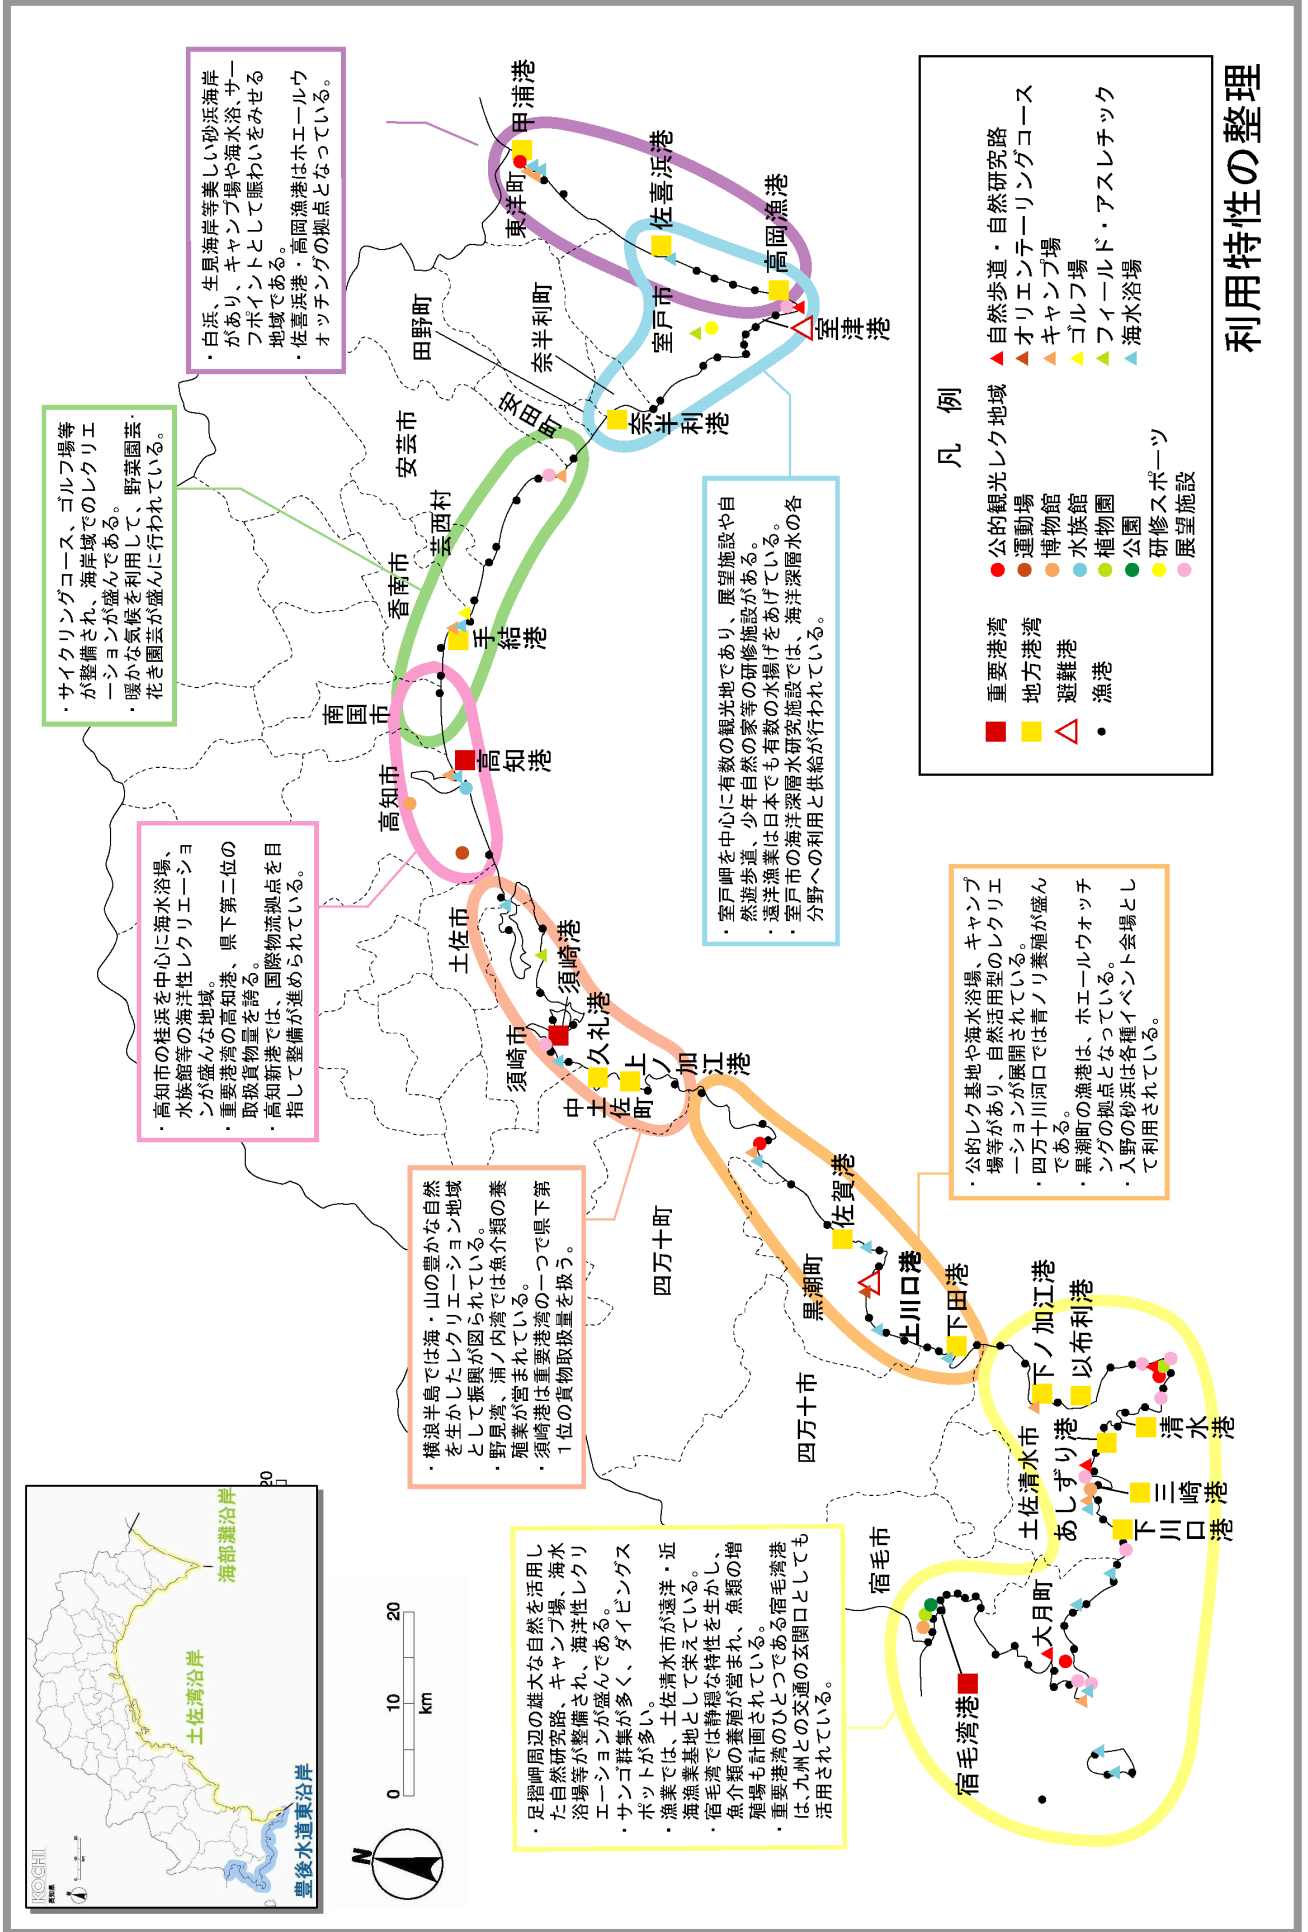 利用特性の整理
・白浜、生見海岸等美しい砂浜海岸
があり、キャンプ場や海水浴、サー
フポイントとして賑わいをみせる
地域である。
・佐喜浜港・高岡漁港はホエールウ
ォッチングの拠点となっている。
・サイクリングコース、ゴルフ場等
が整備され、海岸域でのレクリエ
ーションが盛んである。
・暖かな気候を利用して、野菜園芸・
花き園芸が盛んに行われている。
・高知市の桂浜を中心に海水浴場、
水族館等の海洋性レクリエーショ
ンが盛んな地域。
・重要港湾の高知港、県下第二位の
取扱貨物量を誇る。
・高知新港では、国際物流拠点を目
指して整備が進められている。
・横浪半島では海・山の豊かな自然
を生かしたレクリエーション地域
として振興が図られている。
・野見湾、浦ノ内湾では魚介類の養
殖業が営まれている。
・須崎港は重要港湾の一つで県下第
1位の貨物取扱量を扱う。
・足摺岬周辺の雄大な自然を活用し
た自然研究路、キャンプ場、海水
浴場等が整備され、海洋性レクリ
エーションが盛んである。
・サンゴ群集が多く、ダイビングス
ポットが多い。
・漁業では、土佐清水市が遠洋・近
海漁業基地として栄えている。
・宿毛湾では静穏な特性を生かし、
魚介類の養殖が営まれ、魚類の増
殖場も計画されている。
・重要港湾のひとつである宿毛湾港
は、九州との交通の玄関口としても
活用されている。
・室戸岬を中心に有数の観光地であり、展望施設や自
然遊歩道、少年自然の家等の研修施設がある。
・遠洋漁業は日本でも有数の水揚げをあげている。
・室戸市の海洋深層水研究施設では、海洋深層水の各
分野への利用と供給が行われている。
・公的レク基地や海水浴場、キャンプ
場等があり、自然活用型のレクリエ
ーションが展開されている。
・四万十川河口では青ノリ養殖が盛ん
である。
・黒潮町の漁港は、ホエールウォッチ
ングの拠点となっている。
・入野の砂浜は各種イベント会場とし
て利用されている。
甲浦港
東洋町
佐喜浜港
高岡漁港
室戸市
室津港
田野町
奈半利町
奈半利港
安田町
安芸市
芸西村
香南市
手結港
南国市
高知市
高知港
土佐市
須崎港
須崎市
久礼港
中土佐町
上ノ加江港
四万十町
佐賀港
黒潮町
上川口港
下田港
四万十市
下ノ加江港
以布利港
土佐清水市
あしずり港
清水港
三崎港
下川口港
宿毛市
大月町
宿毛湾港
凡 例
重要港湾
地方港湾
避難港
漁港
公的観光レク地域
運動場
博物館
水族館
植物園
公園
研修スポーツ
展望施設
自然歩道・自然研究路
オリエンテーリングコース
キャンプ場
ゴルフ場
フィールド・アスレチック
海水浴場
KOCHI
高知県
海部灘沿岸
土佐湾沿岸
豊後水道東沿岸
20
N
0
10
20
km